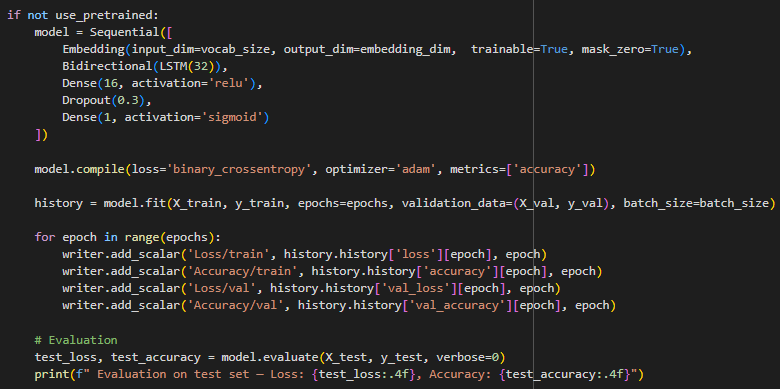 if not use_pretrained:
    model = Sequential([
        Embedding(input_dim=vocab_size, output_dim=embedding_dim,  trainable=True, mask_zero=True),
        Bidirectional(LSTM(32)),
        Dense(16, activation='relu'),
        Dropout(0.3),
        Dense(1, activation='sigmoid')
    ])

    model.compile(loss='binary_crossentropy', optimizer='adam', metrics=['accuracy'])

    history = model.fit(X_train, y_train, epochs=epochs, validation_data=(X_val, y_val), batch_size=batch_size)

    for epoch in range(epochs):
        writer.add_scalar('Loss/train', history.history['loss'][epoch], epoch)
        writer.add_scalar('Accuracy/train', history.history['accuracy'][epoch], epoch)
        writer.add_scalar('Loss/val', history.history['val_loss'][epoch], epoch)
        writer.add_scalar('Accuracy/val', history.history['val_accuracy'][epoch], epoch)

    # Evaluation
    test_loss, test_accuracy = model.evaluate(X_test, y_test, verbose=0)
    print(f" Evaluation on test set – Loss: {test_loss:.4f}, Accuracy: {test_accuracy:.4f}")